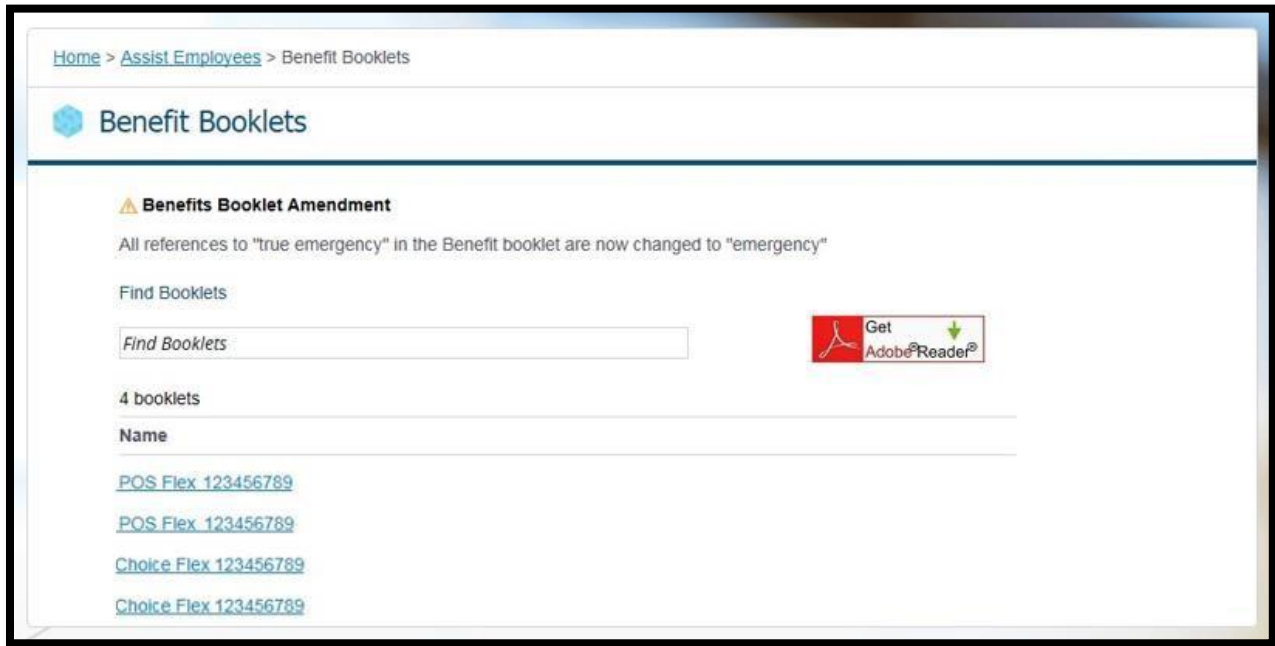 Home > Assist Employees > Benefit Booklets
Benefit Booklets
Benefits Booklet Amendment
All references to "true emergency" in the Benefit booklet are now changed to "emergency"
Find Booklets
Find Booklets
Get
Adobe® Reader®
4 booklets
Name
POS Flex 123456789
POS Flex 123456789
Choice Flex 123456789
Choice Flex 123456789